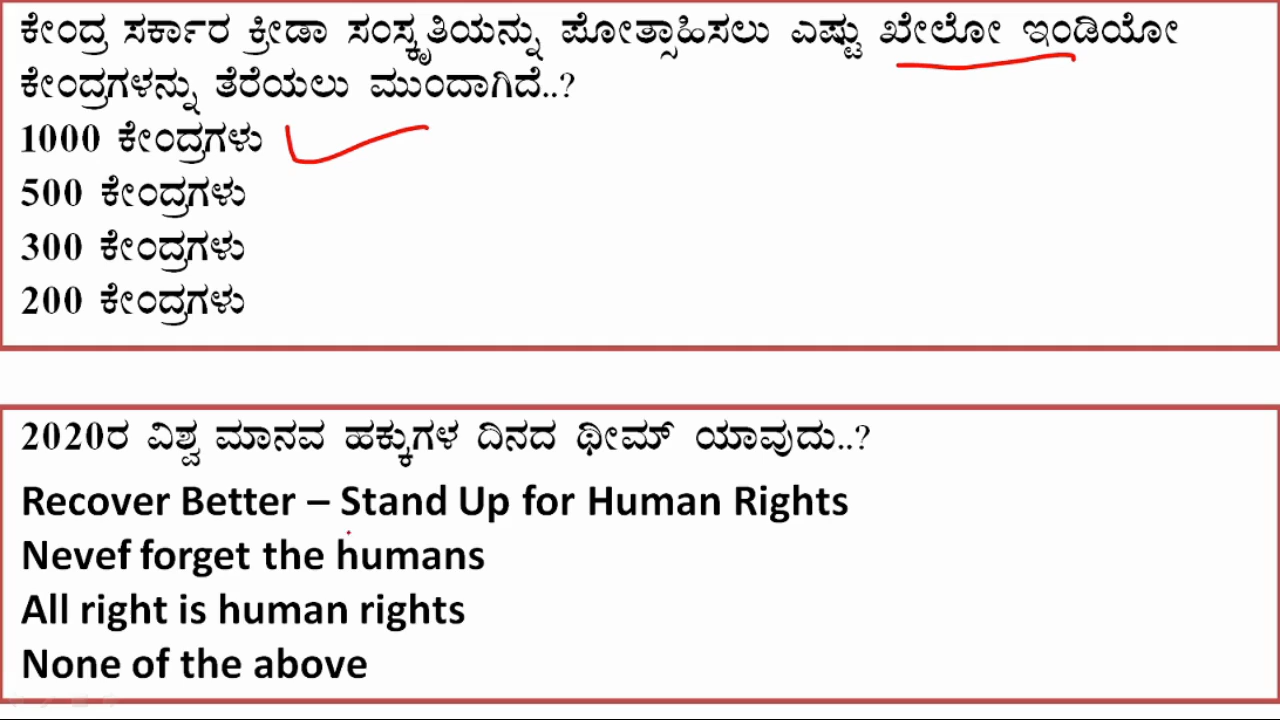 ಕೇಂದ್ರ ಸರ್ಕಾರ ಕ್ರೀಡಾ ಸಂಸ್ಕೃತಿಯನ್ನು ಪೋತ್ಸಾಹಿಸಲು ಎಷ್ಟು ಖೇಲೋ ಇಂಡಿಯೋ
ಕೇಂದ್ರಗಳನ್ನು ತೆರೆಯಲು ಮುಂದಾಗಿದೆ..?
1000 ಕೇಂದ್ರಗಳು
500 ಕೇಂದ್ರಗಳು
300 ಕೇಂದ್ರಗಳು
200 ಕೇಂದ್ರಗಳು
2020ರ ವಿಶ್ವ ಮಾನವ ಹಕ್ಕುಗಳ ದಿನದ ಥೀಮ್ ಯಾವುದು..?
Recover Better – Stand Up for Human Rights
Nevef forget the humans
All right is human rights
None of the above